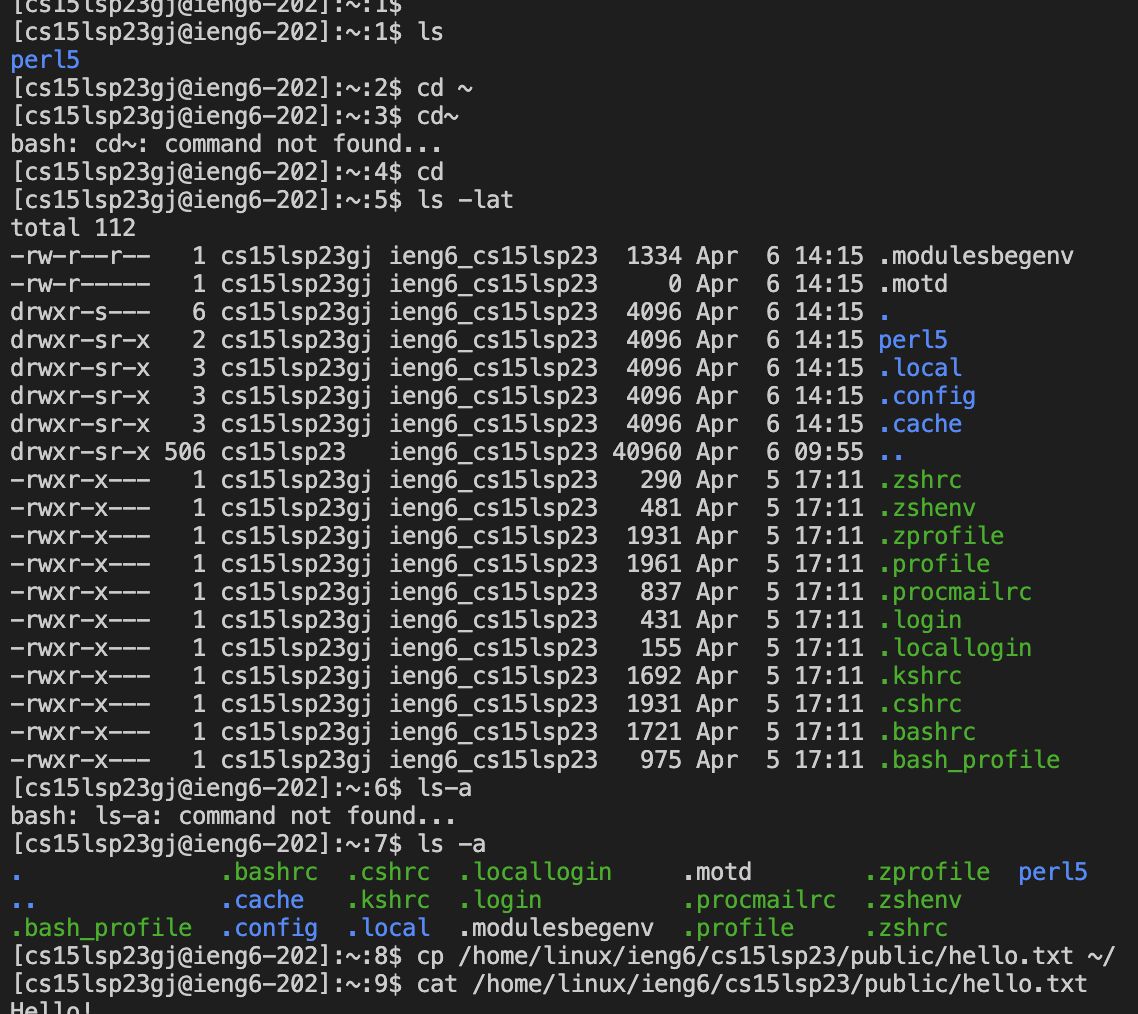 [cs15lsp23gj@ieng6-202]:~:1$
[cs15lsp23gj@ieng6-202]:~:1$ ls
perl5
[cs15lsp23gj@ieng6-202]:~:2$ cd ~
[cs15lsp23gj@ieng6-202]:~:3$ cd~
bash: cd~: command not found...
[cs15lsp23gj@ieng6-202]:~:4$ cd
[cs15lsp23gj@ieng6-202]:~:5$ ls -lat
total 112
-rw-r--r--   1 cs15lsp23gj ieng6_cs15lsp23  1334 Apr  6 14:15 .modulesbegenv
-rw-r-----   1 cs15lsp23gj ieng6_cs15lsp23     0 Apr  6 14:15 .motd
drwxr-s---   6 cs15lsp23gj ieng6_cs15lsp23  4096 Apr  6 14:15 .
drwxr-sr-x   2 cs15lsp23gj ieng6_cs15lsp23  4096 Apr  6 14:15 perl5
drwxr-sr-x   3 cs15lsp23gj ieng6_cs15lsp23  4096 Apr  6 14:15 .local
drwxr-sr-x   3 cs15lsp23gj ieng6_cs15lsp23  4096 Apr  6 14:15 .config
drwxr-sr-x   3 cs15lsp23gj ieng6_cs15lsp23  4096 Apr  6 14:15 .cache
drwxr-sr-x 506 cs15lsp23   ieng6_cs15lsp23 40960 Apr  6 09:55 ..
-rwxr-x---   1 cs15lsp23gj ieng6_cs15lsp23   290 Apr  5 17:11 .zshrc
-rwxr-x---   1 cs15lsp23gj ieng6_cs15lsp23   481 Apr  5 17:11 .zshenv
-rwxr-x---   1 cs15lsp23gj ieng6_cs15lsp23  1931 Apr  5 17:11 .zprofile
-rwxr-x---   1 cs15lsp23gj ieng6_cs15lsp23  1961 Apr  5 17:11 .profile
-rwxr-x---   1 cs15lsp23gj ieng6_cs15lsp23   837 Apr  5 17:11 .procmailrc
-rwxr-x---   1 cs15lsp23gj ieng6_cs15lsp23   431 Apr  5 17:11 .login
-rwxr-x---   1 cs15lsp23gj ieng6_cs15lsp23   155 Apr  5 17:11 .locallogin
-rwxr-x---   1 cs15lsp23gj ieng6_cs15lsp23  1692 Apr  5 17:11 .kshrc
-rwxr-x---   1 cs15lsp23gj ieng6_cs15lsp23  1931 Apr  5 17:11 .cshrc
-rwxr-x---   1 cs15lsp23gj ieng6_cs15lsp23  1721 Apr  5 17:11 .bashrc
-rwxr-x---   1 cs15lsp23gj ieng6_cs15lsp23   975 Apr  5 17:11 .bash_profile
[cs15lsp23gj@ieng6-202]:~:6$ ls-a
bash: ls-a: command not found...
[cs15lsp23gj@ieng6-202]:~:7$ ls -a
.              .bashrc  .cshrc  .locallogin     .motd        .zprofile  perl5
..             .cache   .kshrc  .login          .procmailrc  .zshenv
.bash_profile  .config  .local  .modulesbegenv  .profile     .zshrc
[cs15lsp23gj@ieng6-202]:~:8$ cp /home/linux/ieng6/cs15lsp23/public/hello.txt ~/
[cs15lsp23gj@ieng6-202]:~:9$ cat /home/linux/ieng6/cs15lsp23/public/hello.txt
Hello!